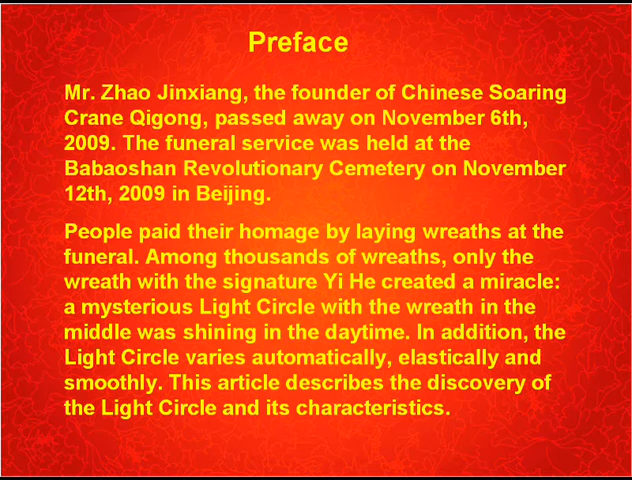 Preface
Mr. Zhao Jinxiang, the founder of Chinese Soaring
Crane Qigong, passed away on November 6th,
2009. The funeral service was held at the
Babaoshan Revolutionary Cemetery on November
12th, 2009 in Beijing.
People paid their homage by laying wreaths at the
funeral. Among thousands of wreaths, only the
wreath with the signature Yi He created a miracle:
a mysterious Light Circle with the wreath in the
middle was shining in the daytime. In addition, the
Light Circle varies automatically, elastically and
smoothly. This article describes the discovery of
the Light Circle and its characteristics.